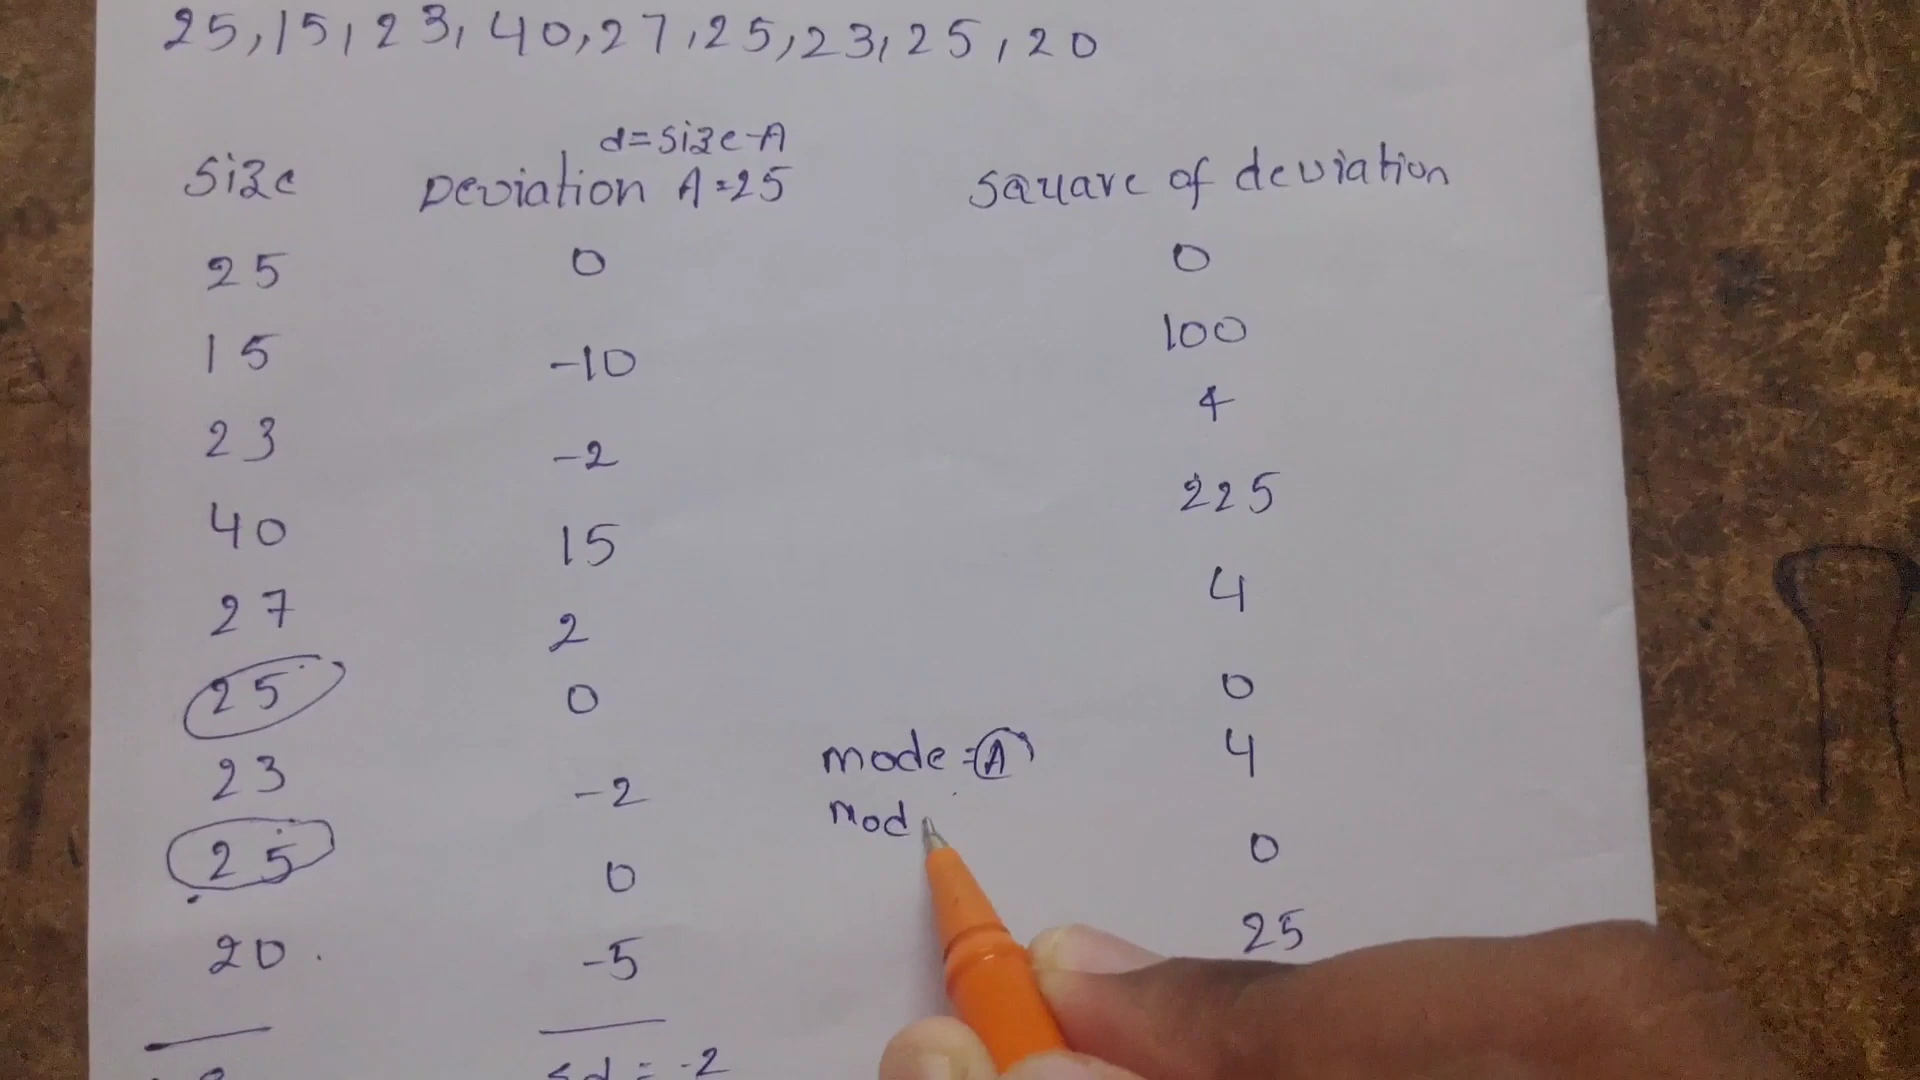 25, 15, 23, 40, 27, 25, 23, 25, 20
d=size-A
size Deviation A=25 square of deviation
25 0 0
15 -10 100
23 -2 4
40 15 225
27 2 4
25 0 0
23 -2 4
mode = A
mod
25 0 0
20. -5 25
Σd = -2